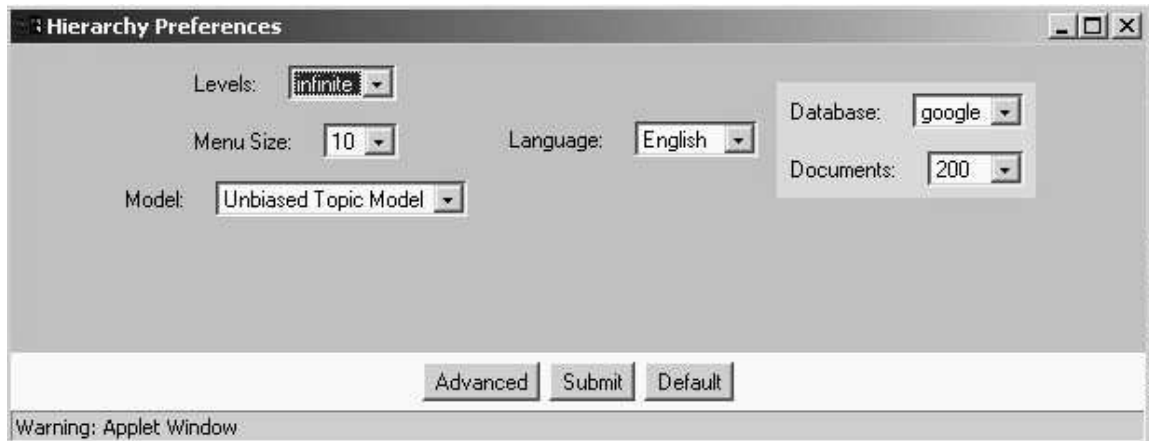 Hierarchy Preferences
Levels: infinite
Menu Size: 10
Model: Unbiased Topic Model
Language: English
Database: google
Documents: 200
Advanced Submit Default
Warning: Applet Window